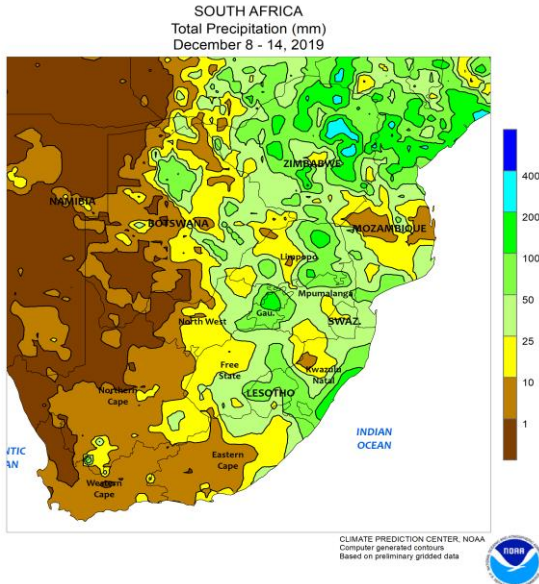 SOUTH AFRICA
Total Precipitation (mm)
December 8 - 14, 2019
ZIMBABWE
NAMIBIA
BOTSWANA
MOZAMBIQUE
Limpopo
Mpumalanga
Gau.
North West
SWAZ.
Free
State
Kwazulu
Natal
Northern
Cape
LESOTHO
Eastern
Cape
Western
Cape
NTIC
AN
INDIAN
OCEAN
400
200
100
50
25
10
1
CLIMATE PREDICTION CENTER, NOAA
Computer generated contours
Based on preliminary gridded data
NOAA